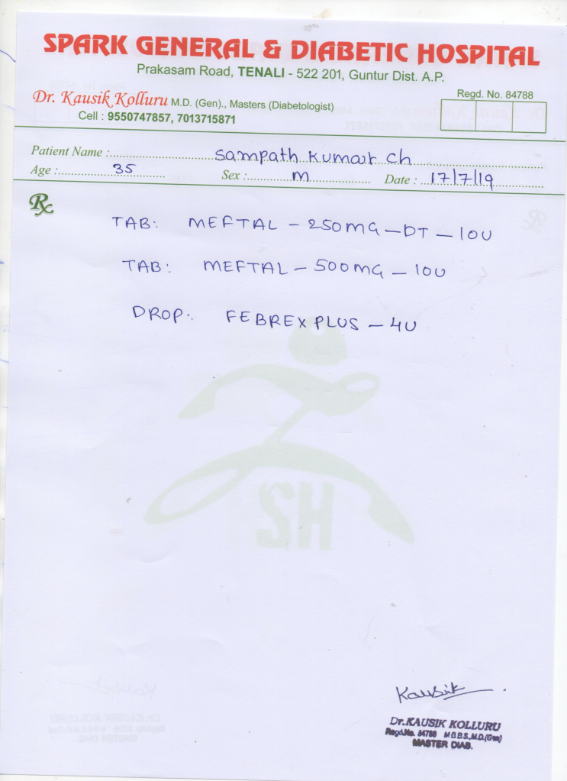 SPARK GENERAL & DIABETIC HOSPITAL
Prakasam Road, TENALI - 522 201, Guntur Dist. A.P.
Dr. Kausik Kolluru M.D. (Gen)., Masters (Diabetologist)
Regd. No. 84788
Cell : 9550747857, 7013715871
Patient Name : Sampath Kumar Ch
Age : 35 Sex : M Date : 17/7/19
Rx
TAB: MEFTAL - 250MG - DT - 10U
TAB: MEFTAL - 500MG - 10U
DROP: FEBREX PLUS - 4U
SH
Kausik
Dr. KAUSIK KOLLURU
Regd.No. 84788 M.B.B.S.,M.D.(Gen)
MASTER DIAB.